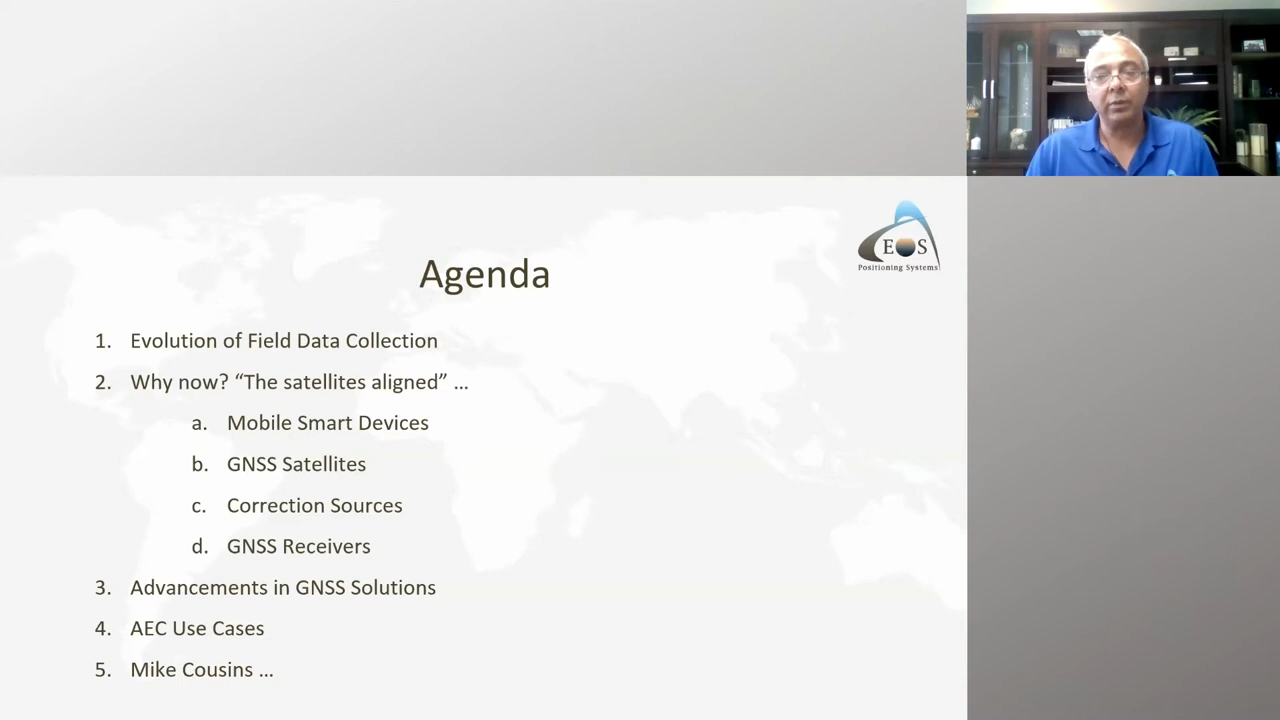 EOS
Positioning Systems
Agenda
1. Evolution of Field Data Collection
2. Why now? “The satellites aligned” …
a. Mobile Smart Devices
b. GNSS Satellites
c. Correction Sources
d. GNSS Receivers
3. Advancements in GNSS Solutions
4. AEC Use Cases
5. Mike Cousins …